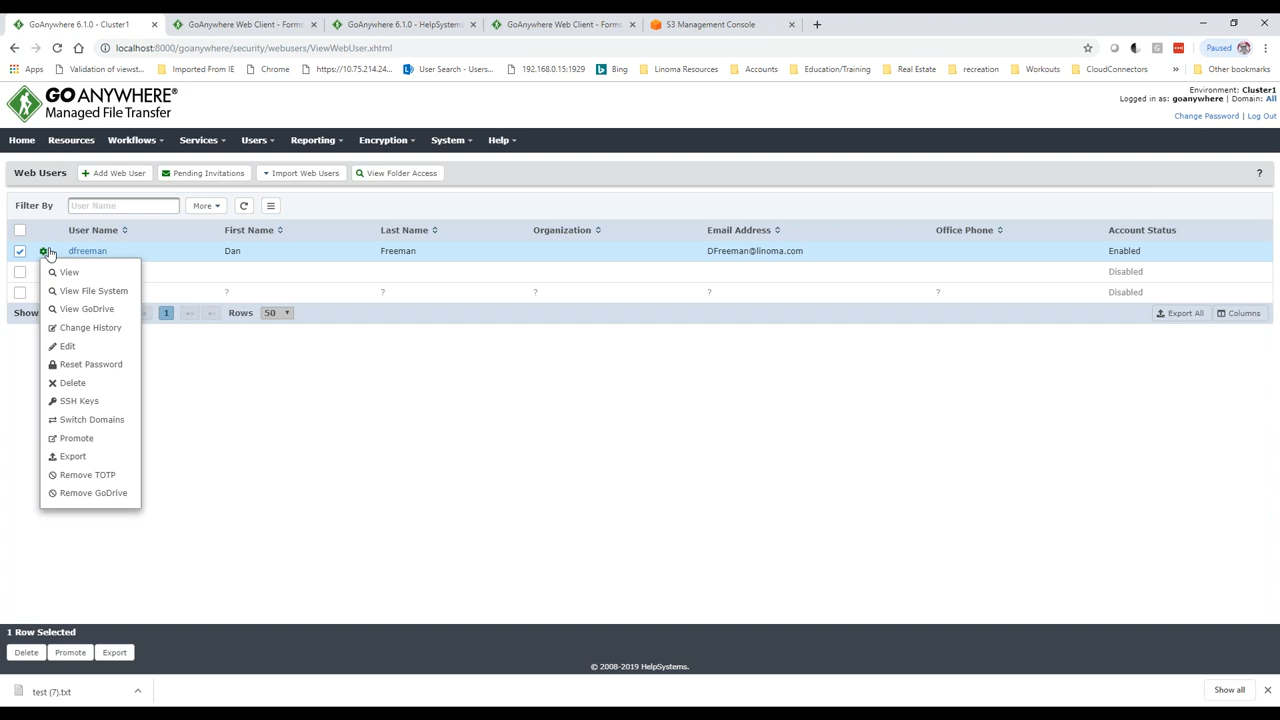 GoAnywhere 6.1.0 - Cluster1
GoAnywhere Web Client - Forms
GoAnywhere 6.1.0 - HelpSystems
GoAnywhere Web Client - Forms
S3 Management Console
localhost:8000/goanywhere/security/webusers/ViewWebUser.xhtml
Paused
Apps
Validation of viewst...
Imported From IE
Chrome
https://10.75.214.24...
User Search - Users...
192.168.0.15:1929
Bing
Linoma Resources
Accounts
Education/Training
Real Estate
recreation
Workouts
CloudConnectors
»
Other bookmarks
GO ANYWHERE®
Managed File Transfer
Environment: Cluster1
Logged in as: goanywhere | Domain: All
Change Password | Log Out
Home Resources Workflows Services Users Reporting Encryption System Help
Web Users
Add Web User
Pending Invitations
Import Web Users
View Folder Access
?
Filter By
User Name
More
User Name First Name Last Name Organization Email Address Office Phone Account Status
dfreeman Dan Freeman DFreeman@linoma.com Enabled
Disabled
? ? ? ? ? Disabled
Show
1
Rows
50
Export All
Columns
View
View File System
View GoDrive
Change History
Edit
Reset Password
Delete
SSH Keys
Switch Domains
Promote
Export
Remove TOTP
Remove GoDrive
1 Row Selected
Delete
Promote
Export
© 2008-2019 HelpSystems.
test (7).txt
Show all